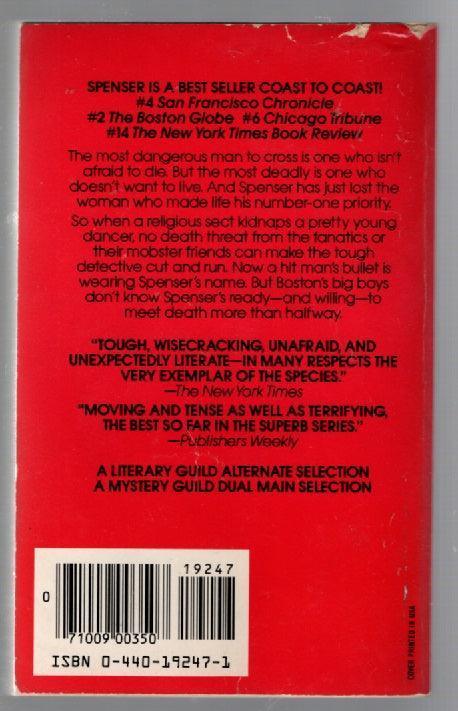 SPENSER IS A BEST SELLER COAST TO COAST!
#4 San Francisco Chronicle
#2 The Boston Globe #6 Chicago Tribune
#14 The New York Times Book Review
The most dangerous man to cross is one who isn't
afraid to die. But the most deadly is one who
doesn't want to live. And Spenser has just lost the
woman who made life his number-one priority.
So when a religious sect kidnaps a pretty young
dancer, no death threat from the fanatics or
their mobster friends can make the tough
detective cut and run. Now a hit man's bullet is
wearing Spenser's name. But Boston's big boys
don't know Spenser's ready—and willing—to
meet death more than halfway.
"TOUGH, WISECRACKING, UNAFRAID, AND
UNEXPECTEDLY LITERATE—IN MANY RESPECTS THE
VERY EXEMPLAR OF THE SPECIES."
—The New York Times
"MOVING AND TENSE AS WELL AS TERRIFYING,
THE BEST SO FAR IN THE SUPERB SERIES."
—Publishers Weekly
A LITERARY GUILD ALTERNATE SELECTION
A MYSTERY GUILD DUAL MAIN SELECTION
19247
0
71009 00350
ISBN 0-440-19247-1
COVER PRINTED IN USA